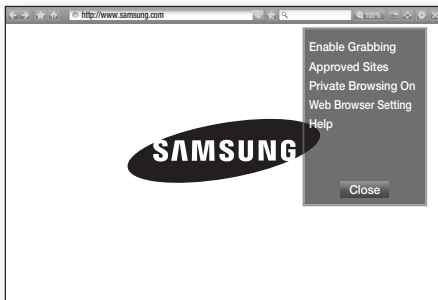 http://www.samsung.com
100%
Enable Grabbing
Approved Sites
Private Browsing On
Web Browser Setting
Help
SAMSUNG
Close